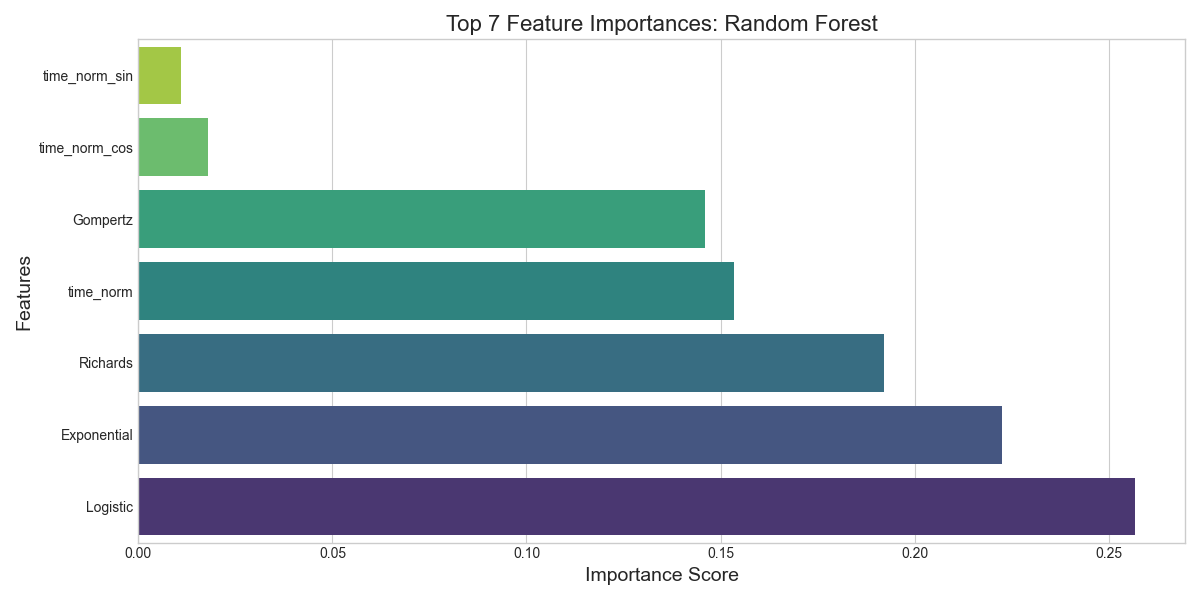 Top 7 Feature Importances: Random Forest
time_norm_sin
time_norm_cos
Gompertz
time_norm
Richards
Exponential
Logistic
Features
0.00 0.05 0.10 0.15 0.20 0.25
Importance Score